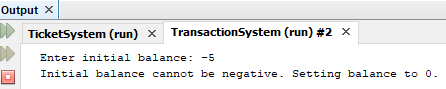 Output ×
TicketSystem (run) × TransactionSystem (run) #2 ×
Enter initial balance: -5
Initial balance cannot be negative. Setting balance to 0.